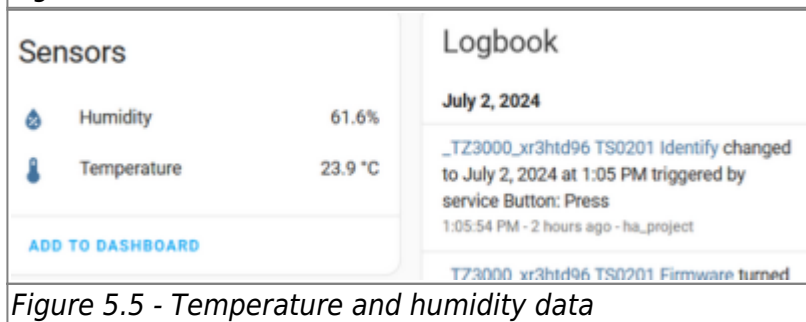 Sensors
Humidity 61.6%
Temperature 23.9 °C
ADD TO DASHBOARD
Logbook
July 2, 2024
_TZ3000_xr3htd96 TS0201 Identify changed
to July 2, 2024 at 1:05 PM triggered by
service Button: Press
1:05:54 PM - 2 hours ago - ha_project
_TZ3000_xr3htd96 TS0201 Firmware turned
Figure 5.5 - Temperature and humidity data